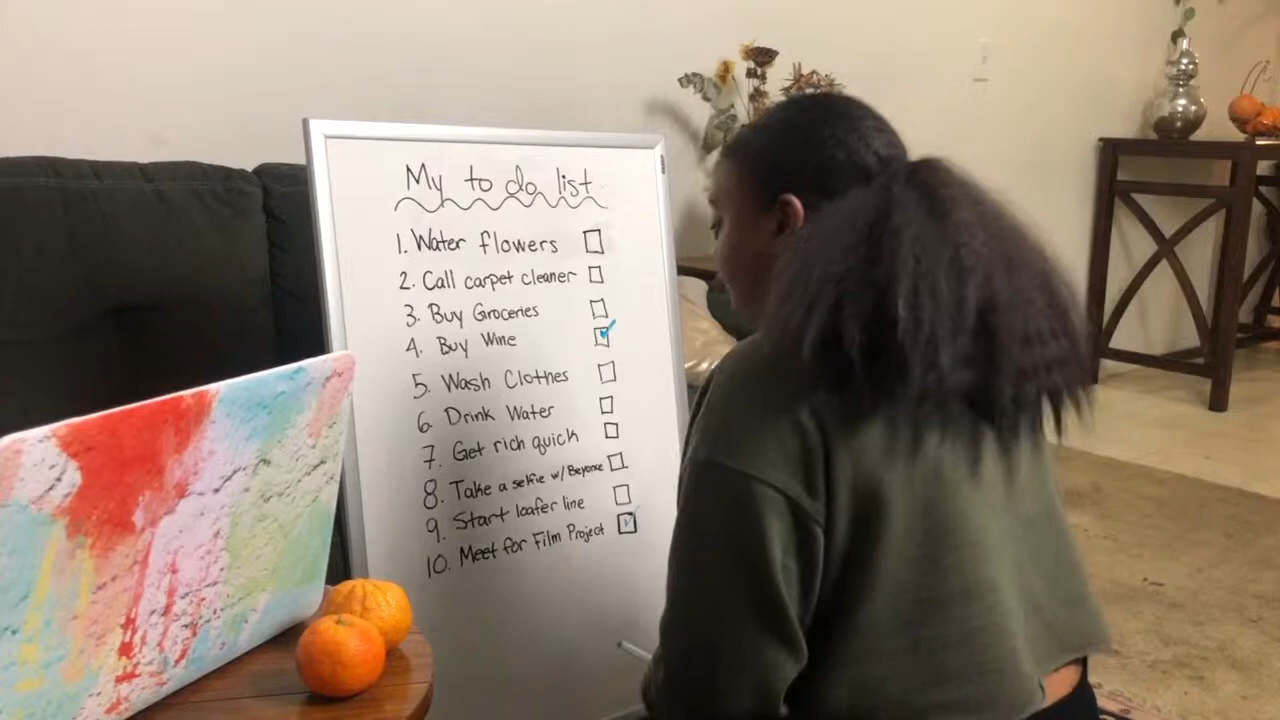 My to do list
1. Water flowers
2. Call carpet cleaner
3. Buy Groceries
4. Buy Wine
5. Wash Clothes
6. Drink Water
7. Get rich quick
8. Take a selfie w/ Beyonce
9. Start loafer line
10. Meet for Film Project